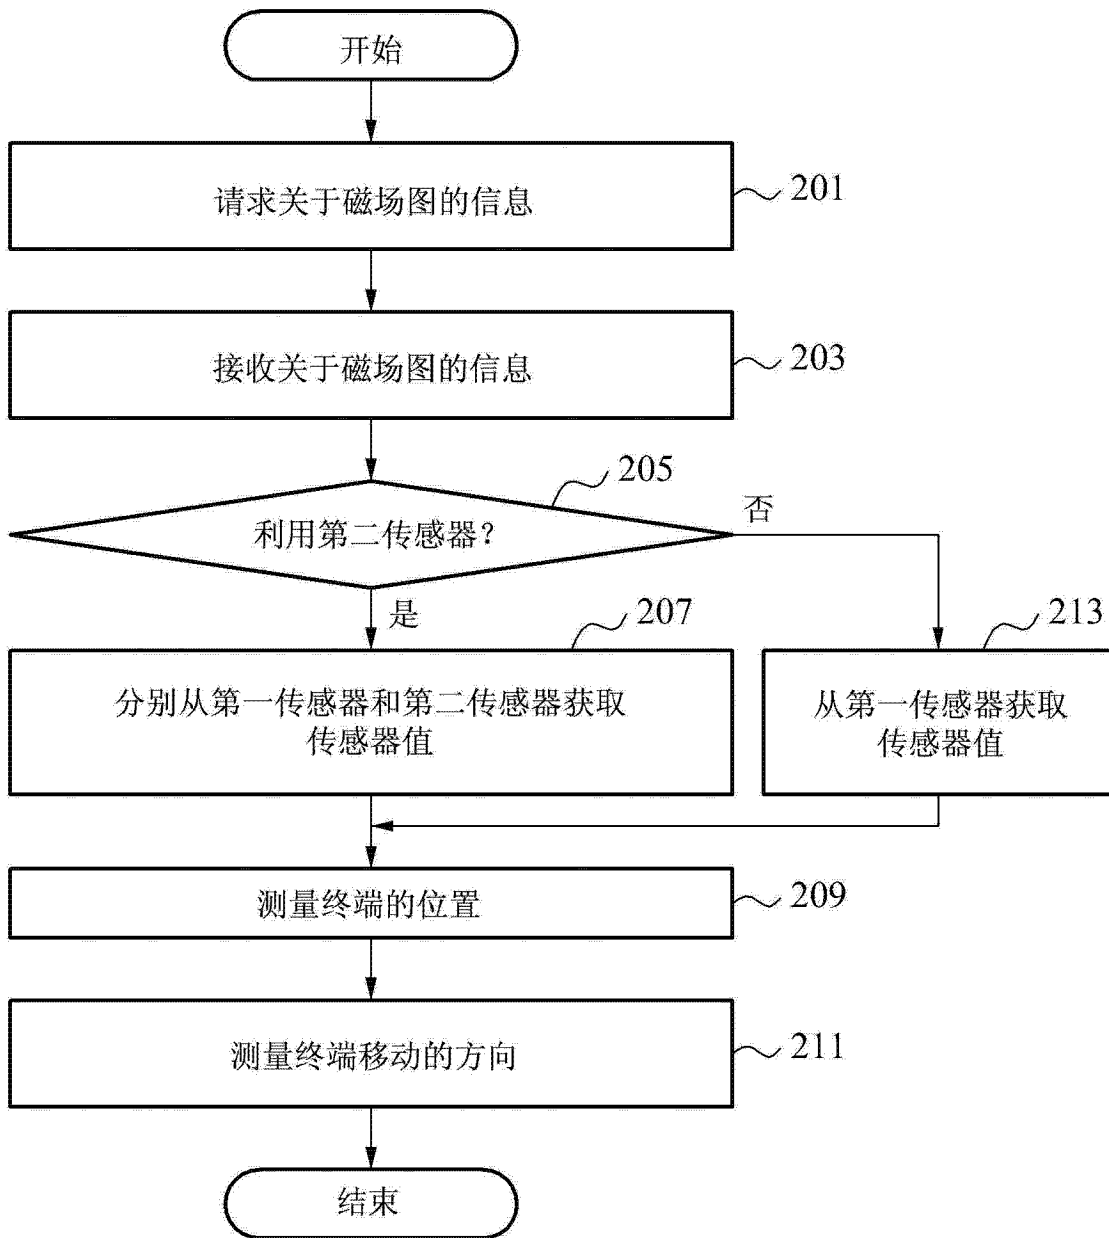 开始
请求关于磁场图的信息
201
接收关于磁场图的信息
203
205
利用第二传感器?
否
是
207
213
分别从第一传感器和第二传感器获取
传感器值
从第一传感器获取
传感器值
测量终端的位置
209
测量终端移动的方向
211
结束